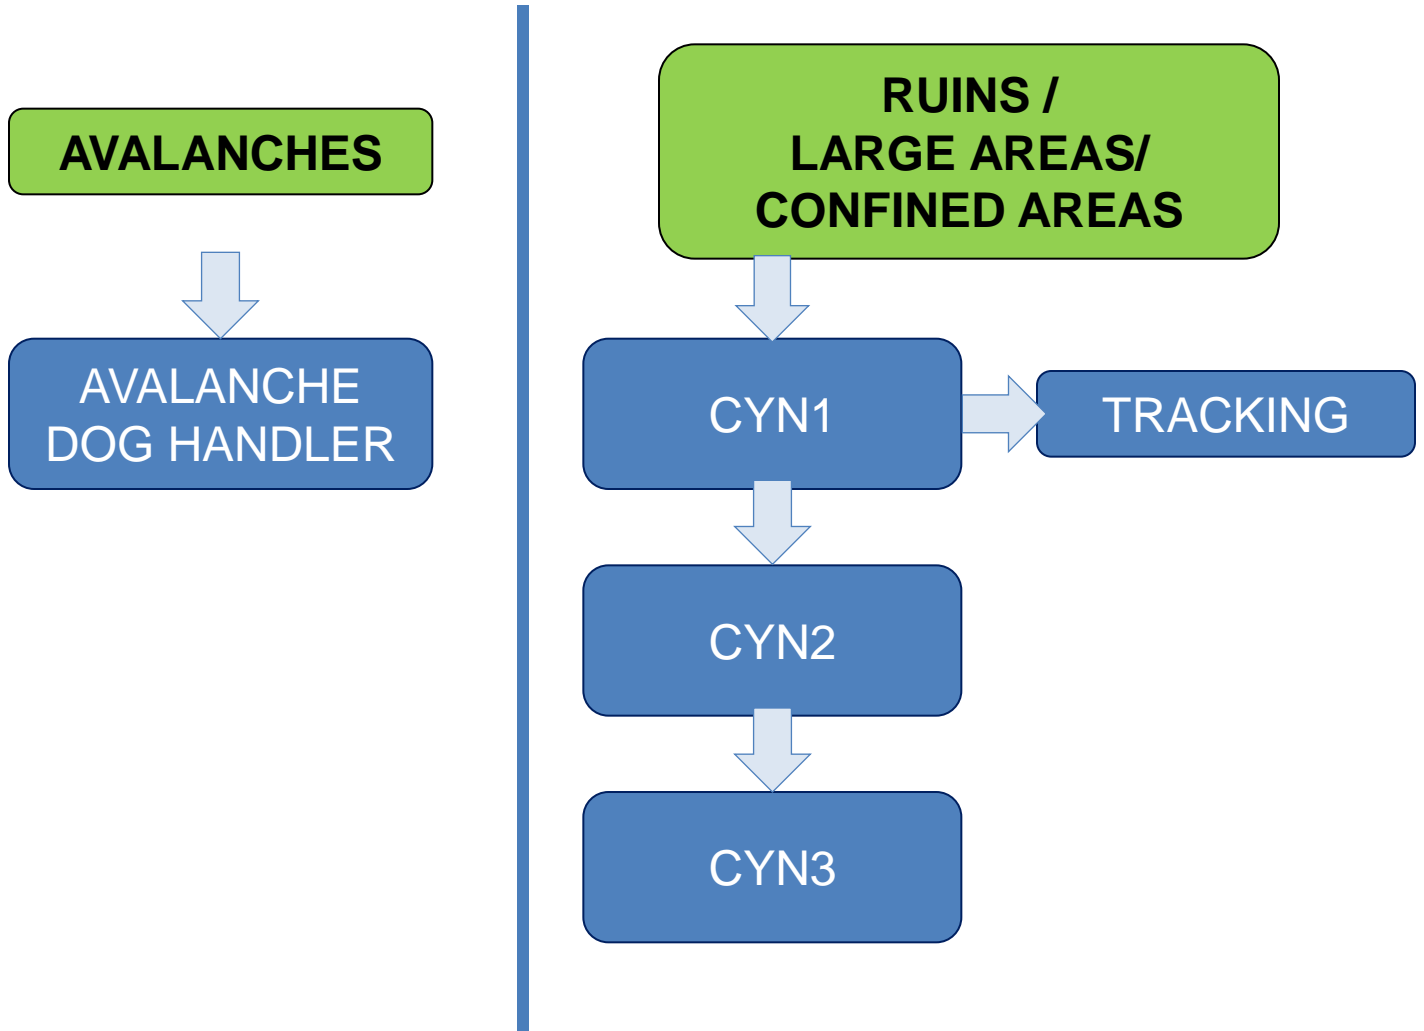 AVALANCHES
AVALANCHE
DOG HANDLER
RUINS /
LARGE AREAS/
CONFINED AREAS
CYN1
TRACKING
CYN2
CYN3